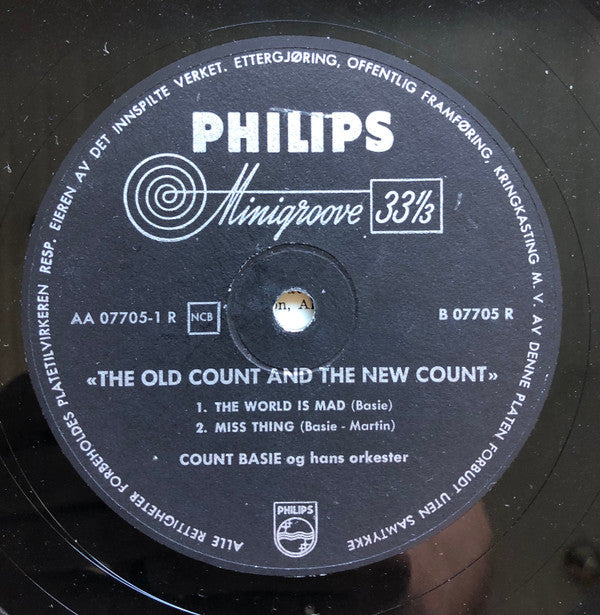 ALLE RETTIGHETER FORBEHOLDES PLATETILVIRKEREN RESP. EIEREN AV DET INNSPILTE VERKET. ETTERGJØRING, OFFENTLIG FRAMFØRING, KRINGKASTING M. V. AV DENNE PLATEN FORBUDT UTEN SAMTYKKE
PHILIPS
Minigroove 33⅓
AA 07705-1 R NCB B 07705 R
«THE OLD COUNT AND THE NEW COUNT»
1. THE WORLD IS MAD (Basie)
2. MISS THING (Basie - Martin)
COUNT BASIE og hans orkester
PHILIPS